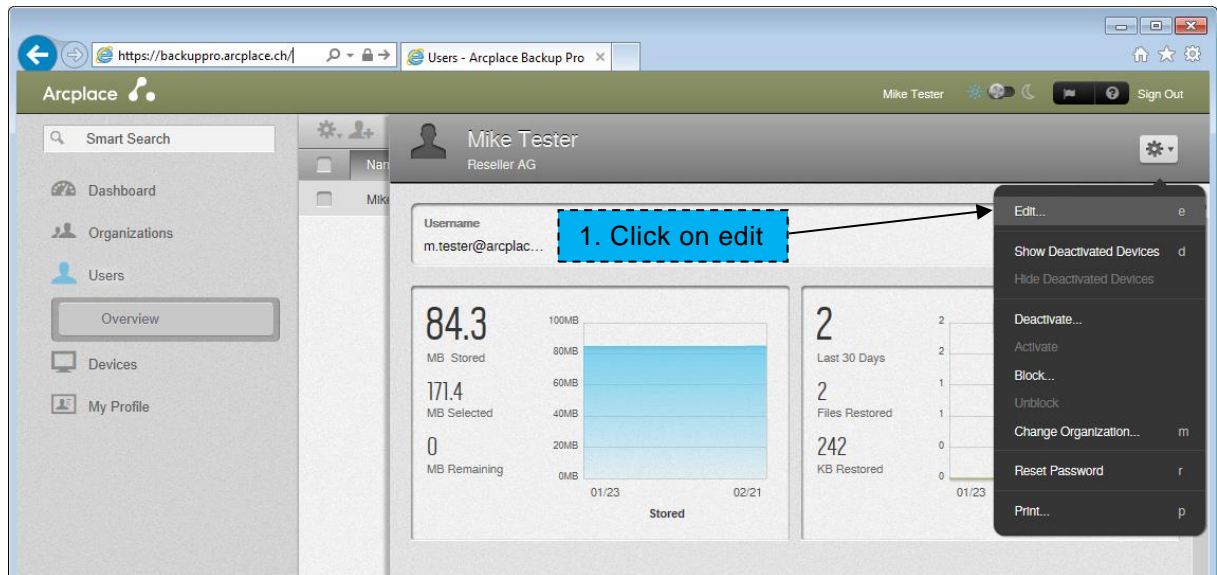 https://backuppro.arcplace.ch/
Users - Arcplace Backup Pro
Arcplace
Mike Tester
Sign Out
Smart Search
Dashboard
Organizations
Users
Overview
Devices
My Profile
Nan
Mike
Mike Tester
Reseller AG
Username
m.tester@arcplac...
1. Click on edit
84.3
MB Stored
171.4
MB Selected
0
MB Remaining
100MB
80MB
60MB
40MB
20MB
0MB
01/23 02/21
Stored
2
Last 30 Days
2
Files Restored
242
KB Restored
2
2
1
1
0
0
01/23
Edit... e
Show Deactivated Devices d
Hide Deactivated Devices
Deactivate...
Activate
Block...
Unblock
Change Organization... m
Reset Password r
Print... p